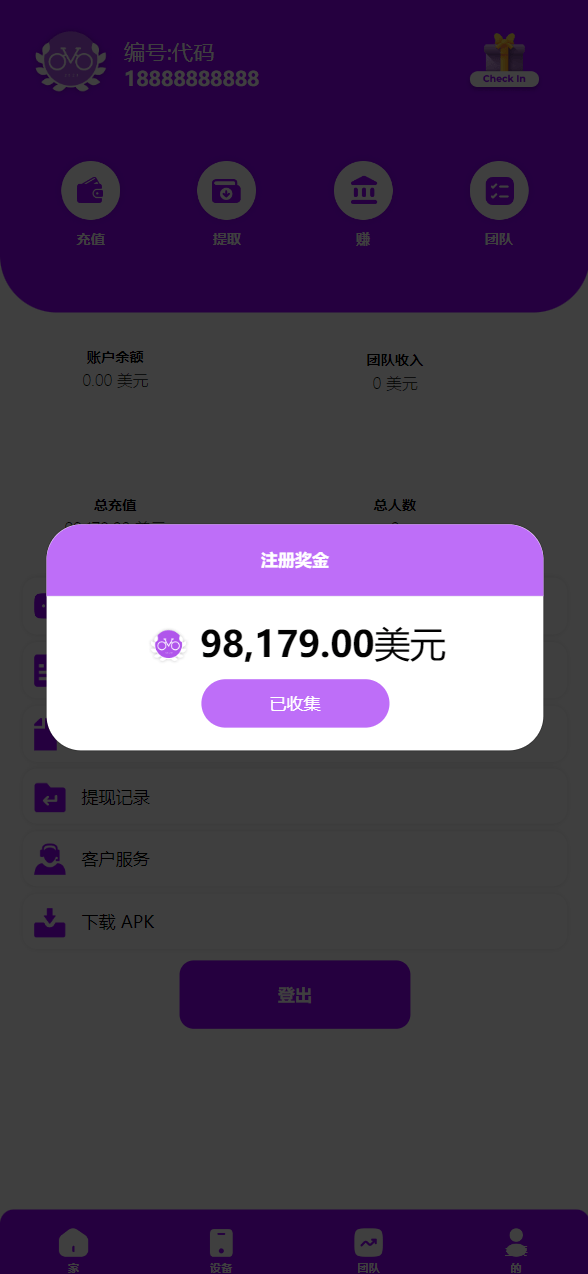 编号:代码
18888888888
Check In
充值
提取
赚
团队
账户余额
0.00 美元
团队收入
0 美元
总充值
总人数
注册奖金
98,179.00美元
已收集
提现记录
客户服务
下载 APK
登出
家
设备
团队
的